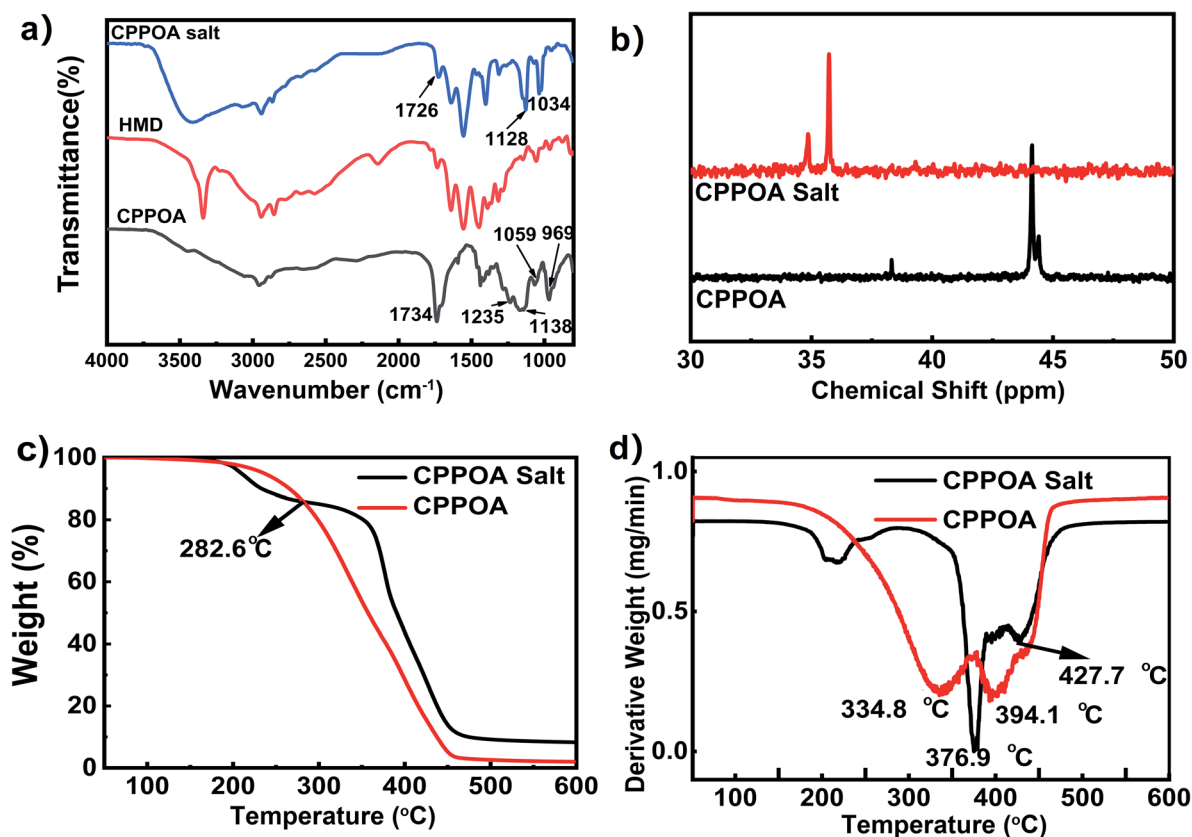 a)
CPPOA salt
HMD
CPPOA
1726
1128
1034
1734
1235
1138
1059
969
Transmittance(%)
4000 3500 3000 2500 2000 1500 1000
Wavenumber (cm⁻¹)
b)
CPPOA Salt
CPPOA
30 35 40 45 50
Chemical Shift (ppm)
c)
CPPOA Salt
CPPOA
282.6 °C
Weight (%)
100
80
60
40
20
0
100 200 300 400 500 600
Temperature (°C)
d)
CPPOA Salt
CPPOA
Derivative Weight (mg/min)
1.0
0.5
0.0
334.8 °C
376.9 °C
394.1 °C
427.7 °C
100 200 300 400 500 600
Temperature (°C)